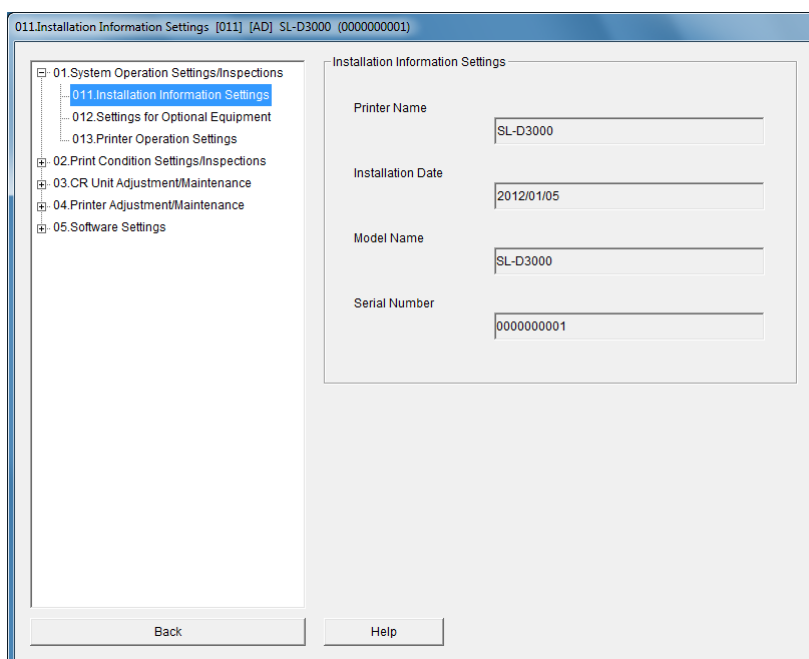 011.Installation Information Settings [011] [AD] SL-D3000 (0000000001)
01.System Operation Settings/Inspections
011.Installation Information Settings
012.Settings for Optional Equipment
013.Printer Operation Settings
02.Print Condition Settings/Inspections
03.CR Unit Adjustment/Maintenance
04.Printer Adjustment/Maintenance
05.Software Settings
Installation Information Settings
Printer Name
SL-D3000
Installation Date
2012/01/05
Model Name
SL-D3000
Serial Number
0000000001
Back
Help